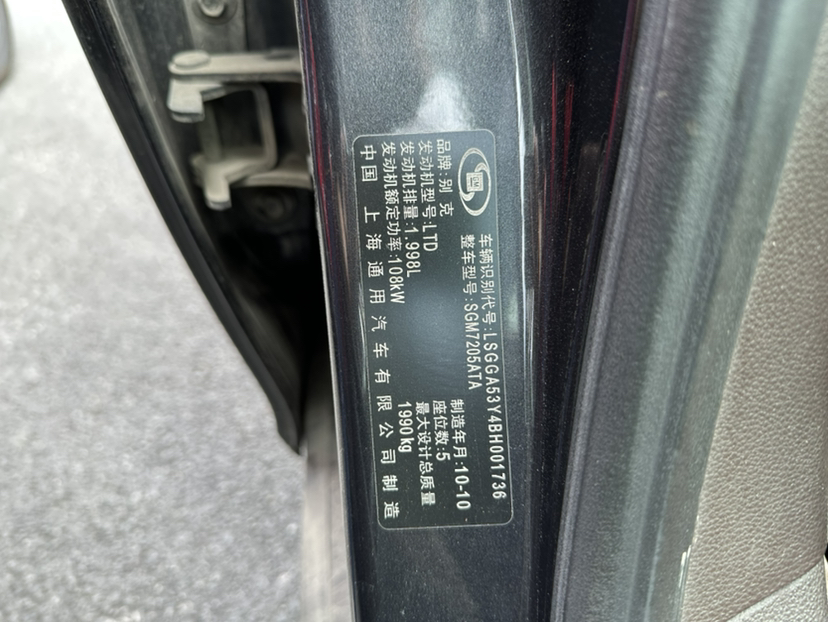 车辆识别代号:LSGGA53Y4BH001736
品牌:别克 整车型号:SGM7205ATA
发动机型号:LTD 制造年月:10-10
发动机排量:1.998L 座位数:5
发动机额定功率:108kW 最大设计总质量
1990kg
中国 上海通用汽车有限公司制造